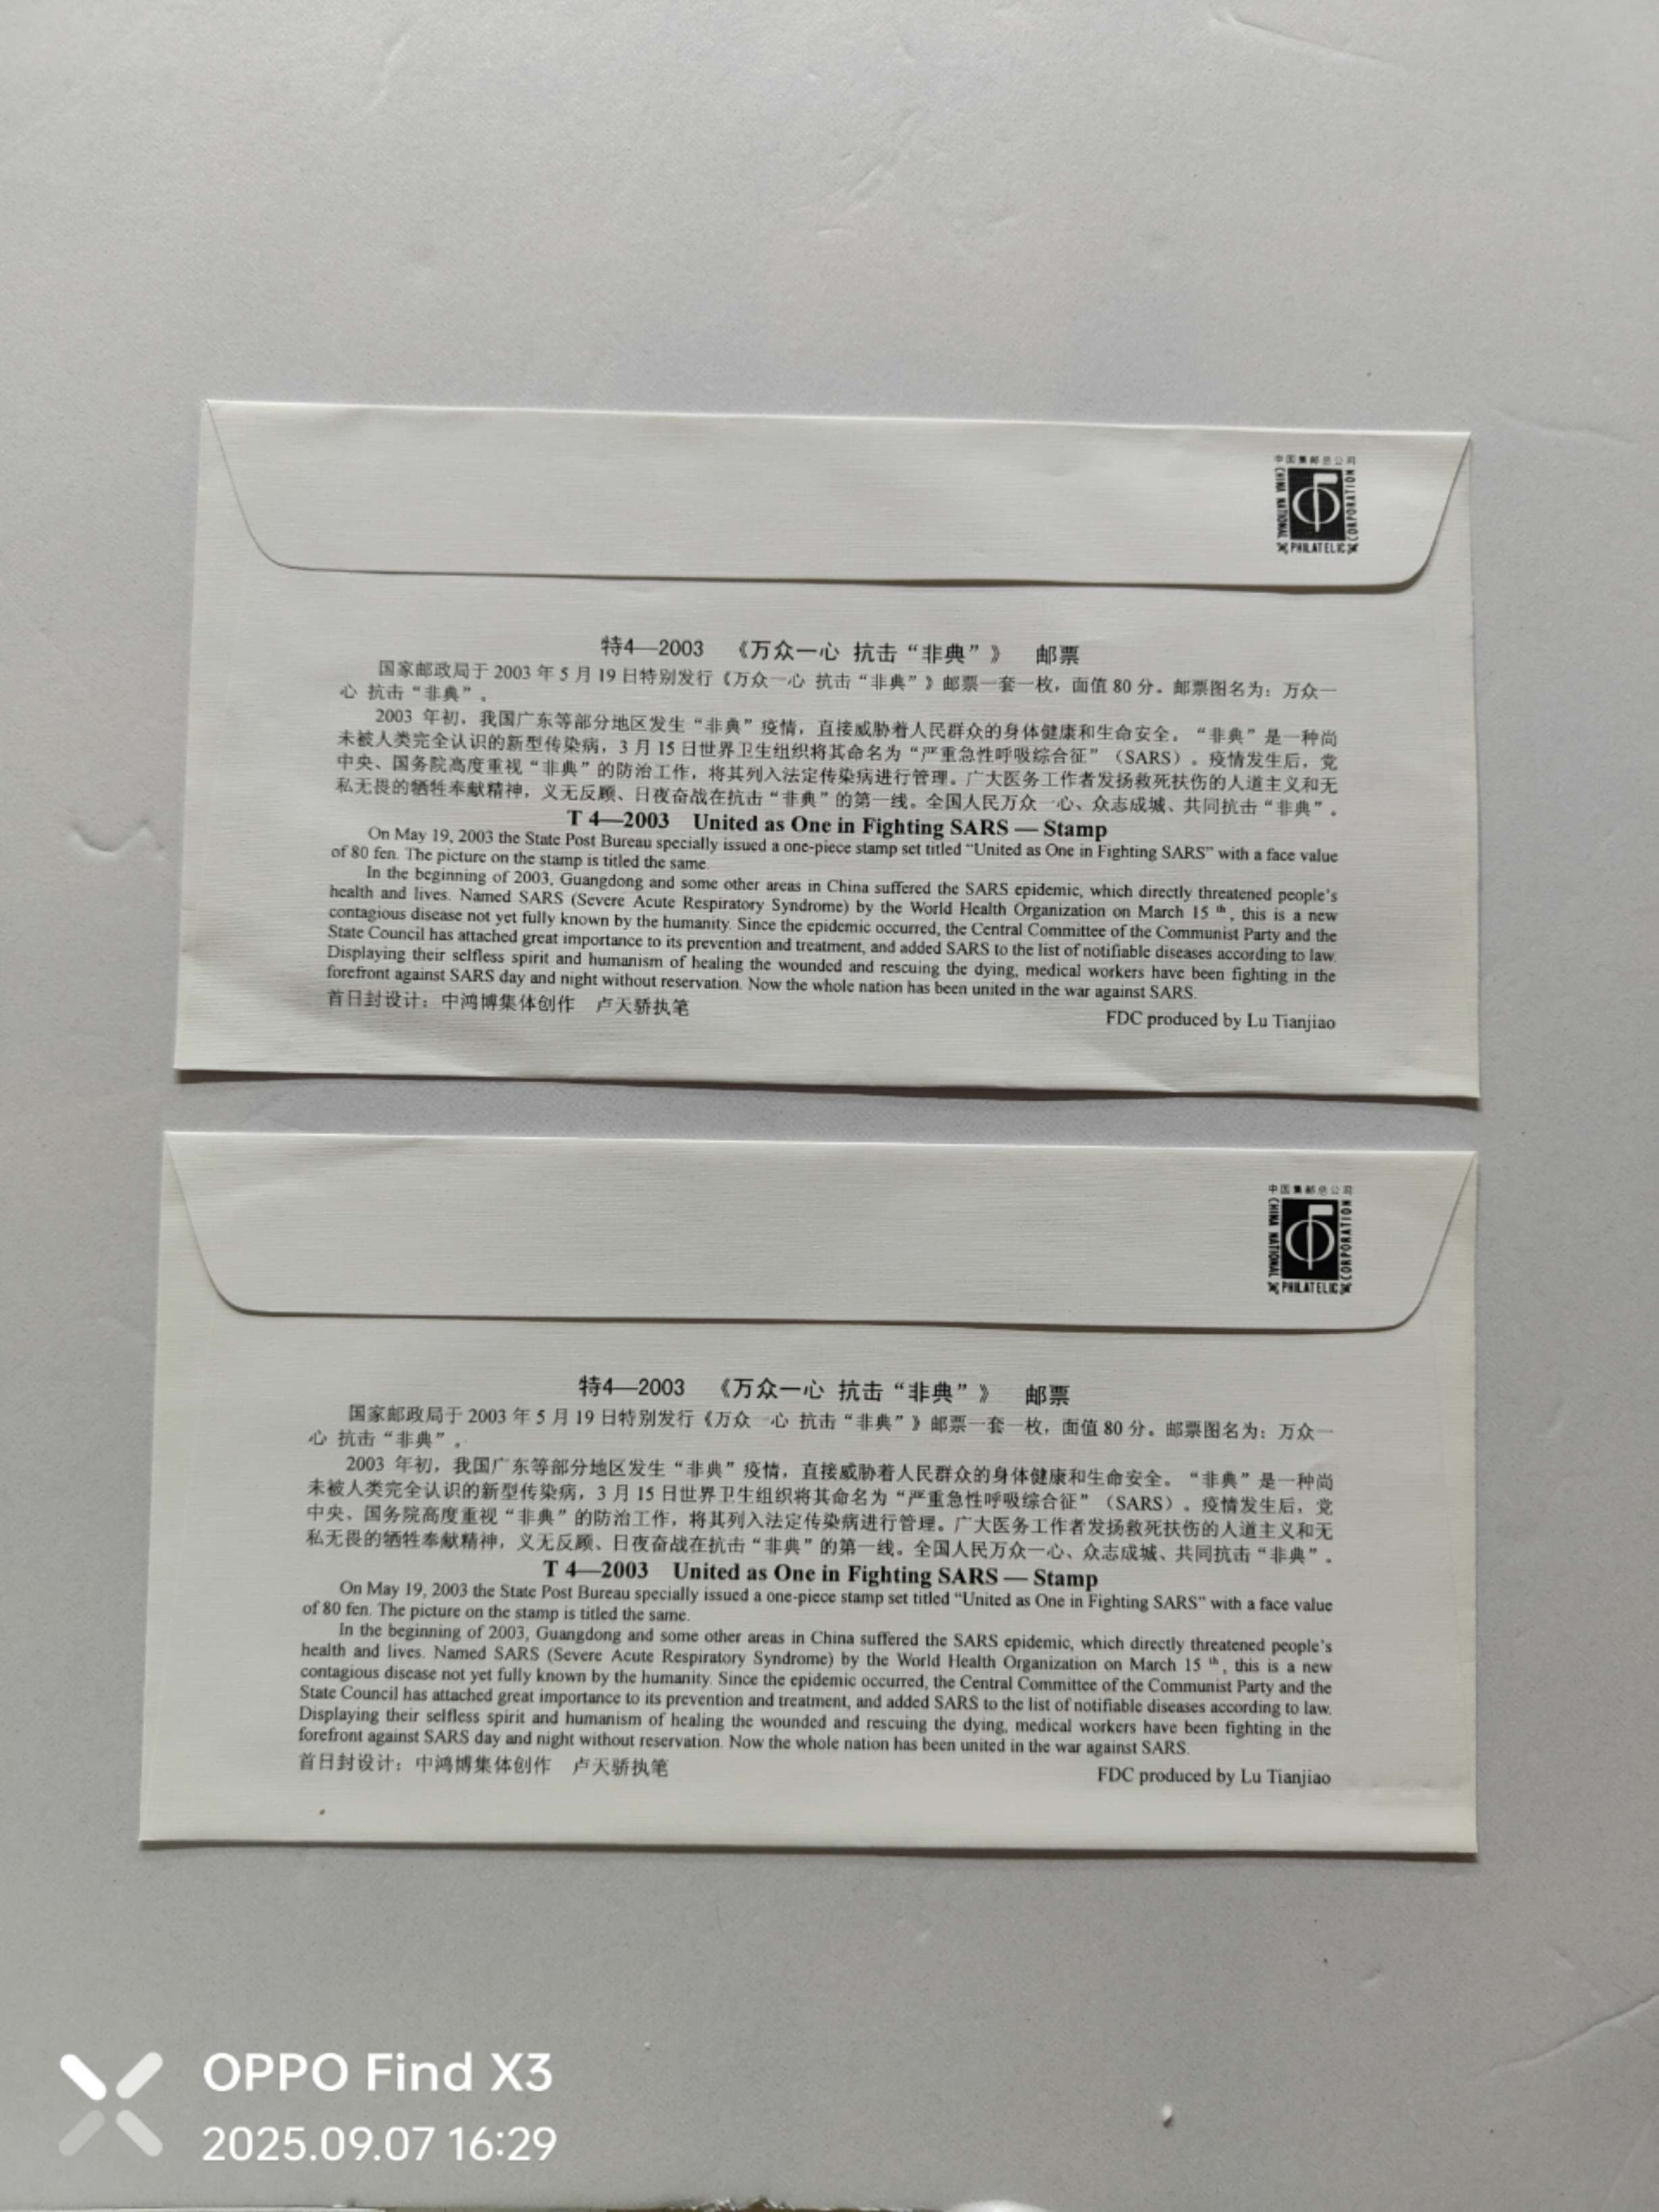 中国集邮总公司
CHINA NATIONAL
CORPORATION
PHILATELIC
特4—2003 《万众一心 抗击“非典”》 邮票
国家邮政局于 2003 年 5 月 19 日特别发行《万众一心 抗击“非典”》邮票一套一枚，面值 80 分。邮票图名为：万众一
心 抗击“非典”。
2003 年初，我国广东等部分地区发生“非典”疫情，直接威胁着人民群众的身体健康和生命安全。“非典”是一种尚
未被人类完全认识的新型传染病，3 月 15 日世界卫生组织将其命名为“严重急性呼吸综合征”（SARS）。疫情发生后，党
中央、国务院高度重视“非典”的防治工作，将其列入法定传染病进行管理。广大医务工作者发扬救死扶伤的人道主义和无
私无畏的牺牲奉献精神，义无反顾、日夜奋战在抗击“非典”的第一线。全国人民万众一心、众志成城、共同抗击“非典”。
T 4—2003 United as One in Fighting SARS — Stamp
On May 19, 2003 the State Post Bureau specially issued a one-piece stamp set titled “United as One in Fighting SARS” with a face value
of 80 fen. The picture on the stamp is titled the same.
In the beginning of 2003, Guangdong and some other areas in China suffered the SARS epidemic, which directly threatened people's
health and lives. Named SARS (Severe Acute Respiratory Syndrome) by the World Health Organization on March 15 th, this is a new
contagious disease not yet fully known by the humanity. Since the epidemic occurred, the Central Committee of the Communist Party and the
State Council has attached great importance to its prevention and treatment, and added SARS to the list of notifiable diseases according to law.
Displaying their selfless spirit and humanism of healing the wounded and rescuing the dying, medical workers have been fighting in the
forefront against SARS day and night without reservation. Now the whole nation has been united in the war against SARS.
首日封设计：中鸿博集体创作 卢天骄执笔
FDC produced by Lu Tianjiao
中国集邮总公司
CHINA NATIONAL
CORPORATION
PHILATELIC
特4—2003 《万众一心 抗击“非典”》 邮票
国家邮政局于 2003 年 5 月 19 日特别发行《万众一心 抗击“非典”》邮票一套一枚，面值 80 分。邮票图名为：万众一
心 抗击“非典”。
2003 年初，我国广东等部分地区发生“非典”疫情，直接威胁着人民群众的身体健康和生命安全。“非典”是一种尚
未被人类完全认识的新型传染病，3 月 15 日世界卫生组织将其命名为“严重急性呼吸综合征”（SARS）。疫情发生后，党
中央、国务院高度重视“非典”的防治工作，将其列入法定传染病进行管理。广大医务工作者发扬救死扶伤的人道主义和无
私无畏的牺牲奉献精神，义无反顾、日夜奋战在抗击“非典”的第一线。全国人民万众一心、众志成城、共同抗击“非典”。
T 4—2003 United as One in Fighting SARS — Stamp
On May 19, 2003 the State Post Bureau specially issued a one-piece stamp set titled “United as One in Fighting SARS” with a face value
of 80 fen. The picture on the stamp is titled the same.
In the beginning of 2003, Guangdong and some other areas in China suffered the SARS epidemic, which directly threatened people's
health and lives. Named SARS (Severe Acute Respiratory Syndrome) by the World Health Organization on March 15 th, this is a new
contagious disease not yet fully known by the humanity. Since the epidemic occurred, the Central Committee of the Communist Party and the
State Council has attached great importance to its prevention and treatment, and added SARS to the list of notifiable diseases according to law.
Displaying their selfless spirit and humanism of healing the wounded and rescuing the dying, medical workers have been fighting in the
forefront against SARS day and night without reservation. Now the whole nation has been united in the war against SARS.
首日封设计：中鸿博集体创作 卢天骄执笔
FDC produced by Lu Tianjiao
OPPO Find X3
2025.09.07 16:29